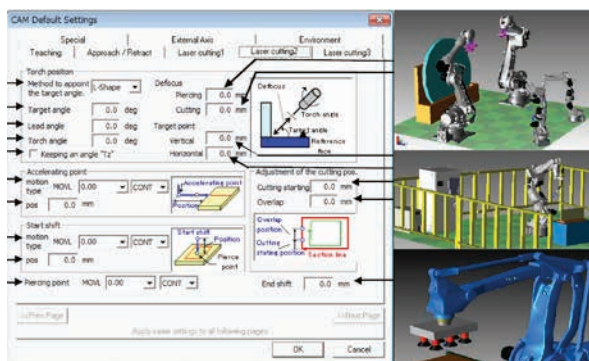 CAM Default Settings
Special External Axis Environment
Teaching Approach / Retract Laser cutting1 Laser cutting2 Laser cutting3
Torch position
Method to appoint the target angle. L-Shape
Target angle 0.0 deg
Lead angle 0.0 deg
Torch angle 0.0 deg
Keeping an angle "Tz"
Defocus
Piercing 0.0 mm
Cutting 0.0 mm
Target point
Vertical 0.0 mm
Horizontal 0.0 mm
Defocus
Torch angle
Target angle
Reference face
Accelerating point
motion type MOVL 0.00 CONT
pos 0.0 mm
Accelerating point
Position
Adjustment of the cutting pos.
Cutting starting 0.0 mm
Overlap 0.0 mm
Start shift
motion type MOVL 0.00 CONT
pos 0.0 mm
Start shift
Position
Pierce point
Overlap position
Cutting stating position
Section line
Piercing point MOVL 0.00 CONT
End shift 0.0 mm
<<Prev Page >>Next Page
Apply same settings to all following pages.
OK Cancel